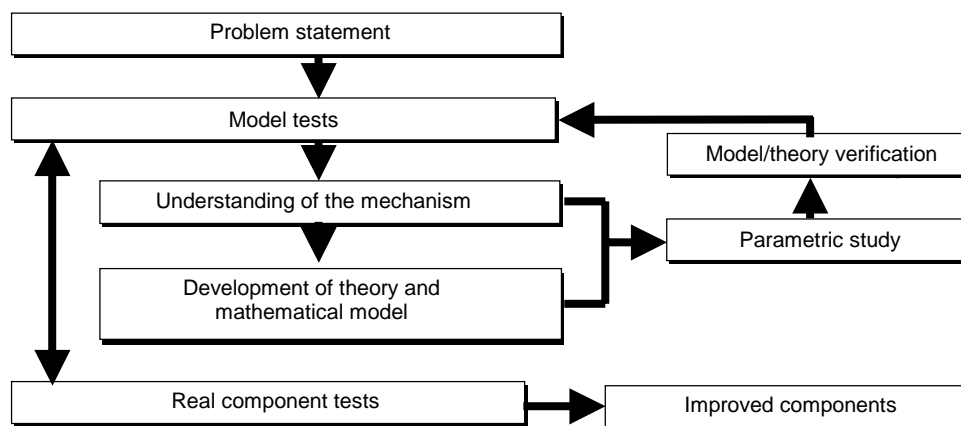 Problem statement
Model tests
Model/theory verification
Understanding of the mechanism
Parametric study
Development of theory and
mathematical model
Real component tests
Improved components